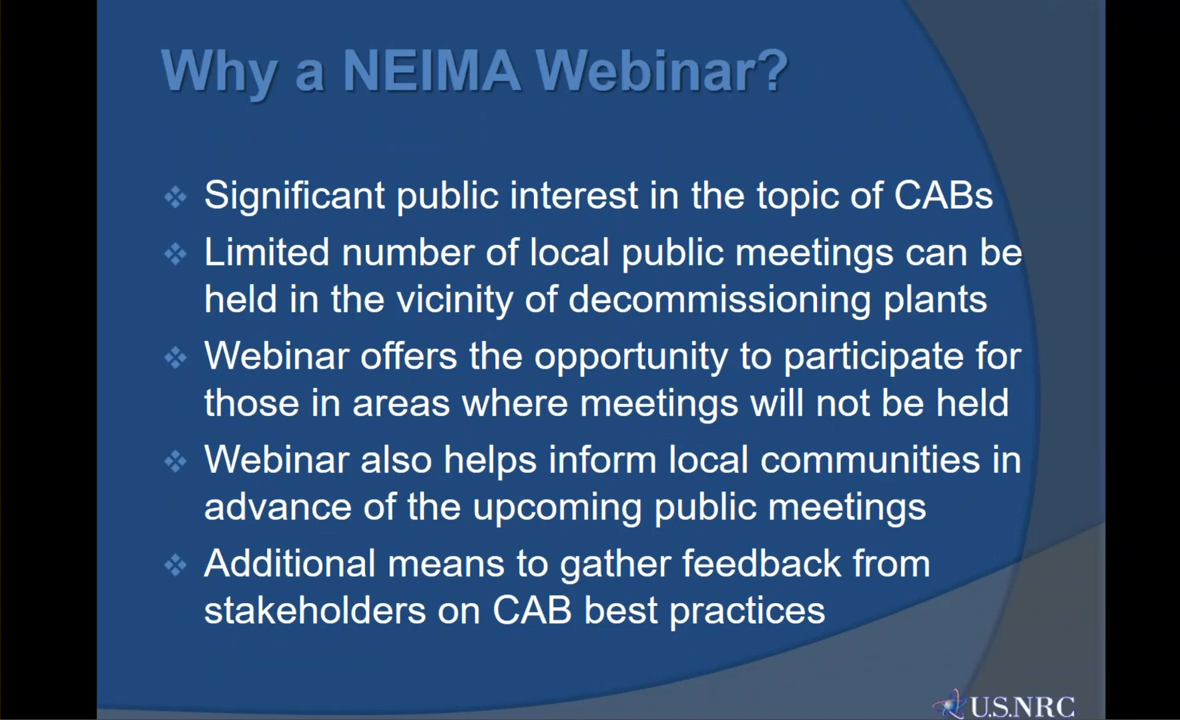 Why a NEIMA Webinar?
Significant public interest in the topic of CABs
Limited number of local public meetings can be
held in the vicinity of decommissioning plants
Webinar offers the opportunity to participate for
those in areas where meetings will not be held
Webinar also helps inform local communities in
advance of the upcoming public meetings
Additional means to gather feedback from
stakeholders on CAB best practices
U.S.NRC